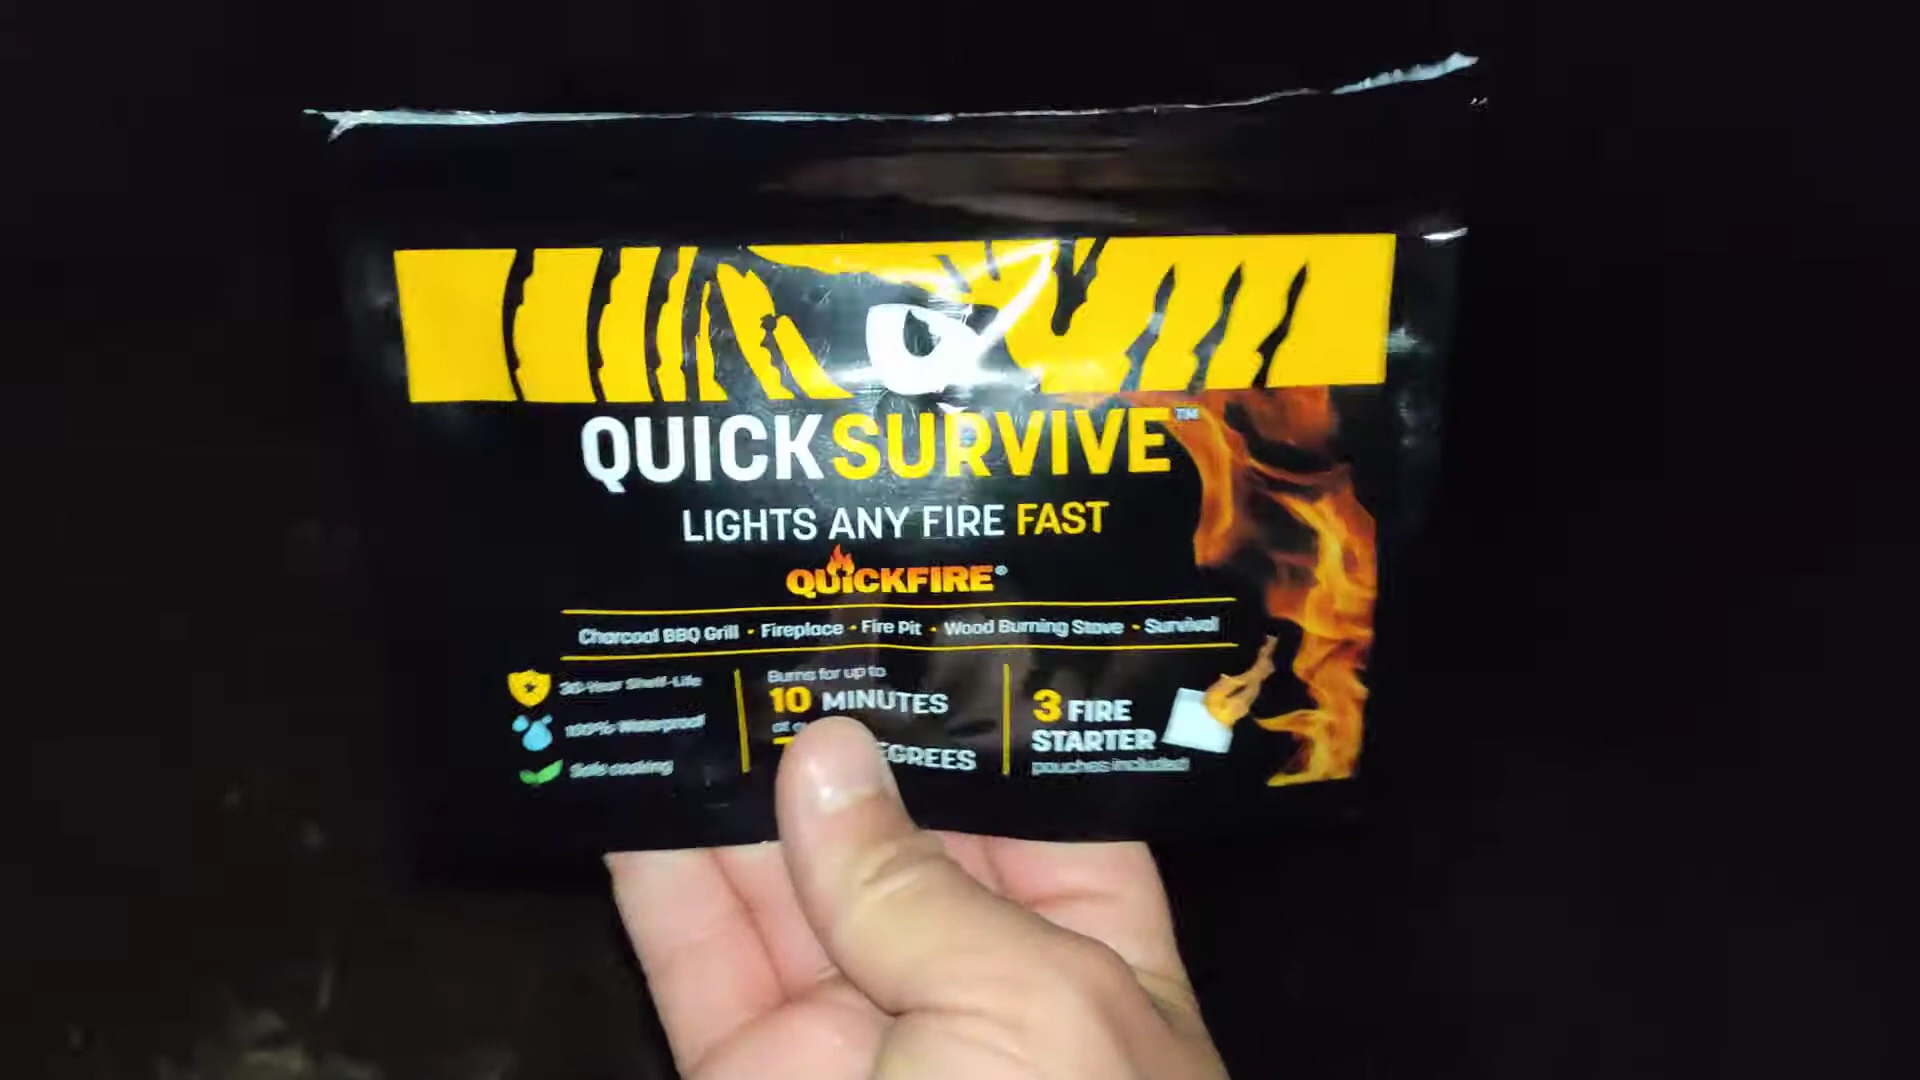 QUICKSURVIVE™
LIGHTS ANY FIRE FAST
QUiCKFIRE®
Charcoal BBQ Grill • Fireplace • Fire Pit • Wood Burning Stove • Survival
30-Year Shelf-Life
100% Waterproof
Safe cooking
Burns for up to
10 MINUTES
3 FIRE
STARTER
pouches included